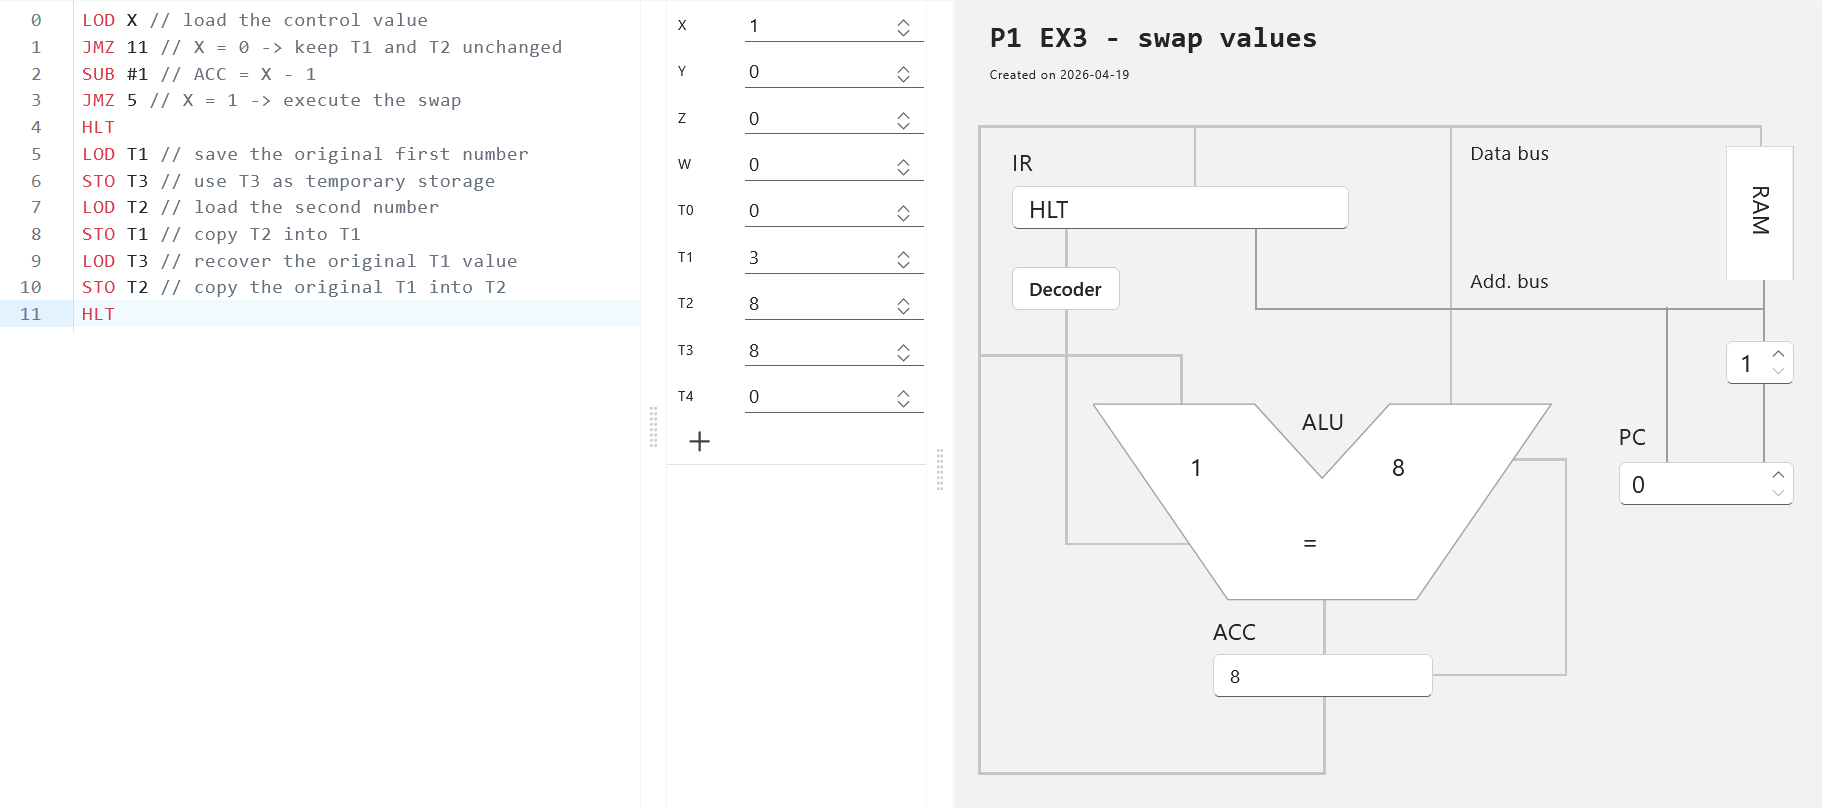 0 LOD X // load the control value
1 JMZ 11 // X = 0 -> keep T1 and T2 unchanged
2 SUB #1 // ACC = X - 1
3 JMZ 5 // X = 1 -> execute the swap
4 HLT
5 LOD T1 // save the original first number
6 STO T3 // use T3 as temporary storage
7 LOD T2 // load the second number
8 STO T1 // copy T2 into T1
9 LOD T3 // recover the original T1 value
10 STO T2 // copy the original T1 into T2
11 HLT
X 1
Y 0
Z 0
W 0
T0 0
T1 3
T2 8
T3 8
T4 0
+
P1 EX3 - swap values
Created on 2026-04-19
Data bus
IR
HLT
RAM
Decoder
Add. bus
1
ALU
PC
1 8
0
=
ACC
8